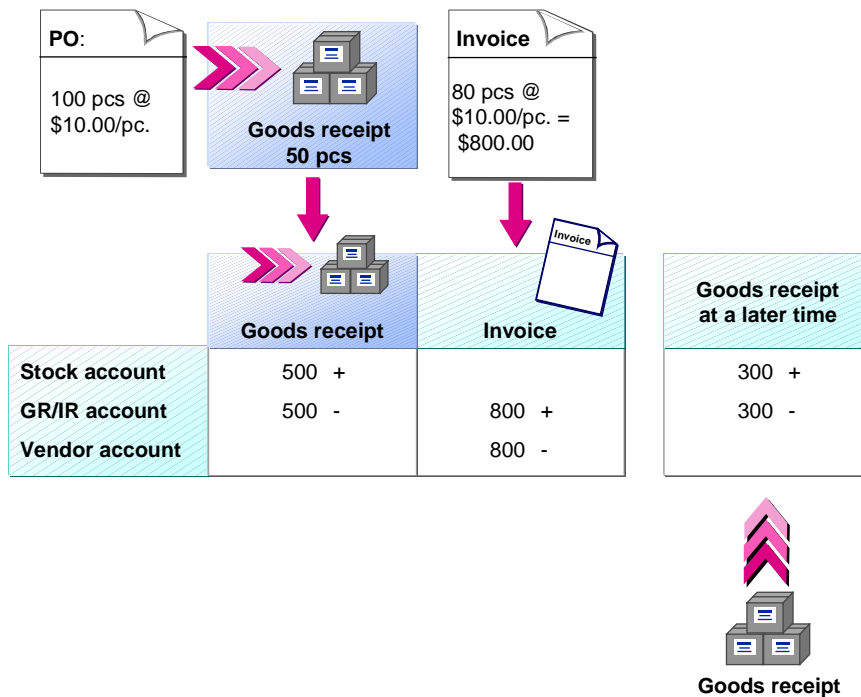 PO:
100 pcs @
$10.00/pc.
Goods receipt
50 pcs
Invoice
80 pcs @
$10.00/pc. =
$800.00
Invoice
Goods receipt
Invoice
Goods receipt
at a later time
Stock account 500 + 300 +
GR/IR account 500 - 800 + 300 -
Vendor account 800 -
Goods receipt